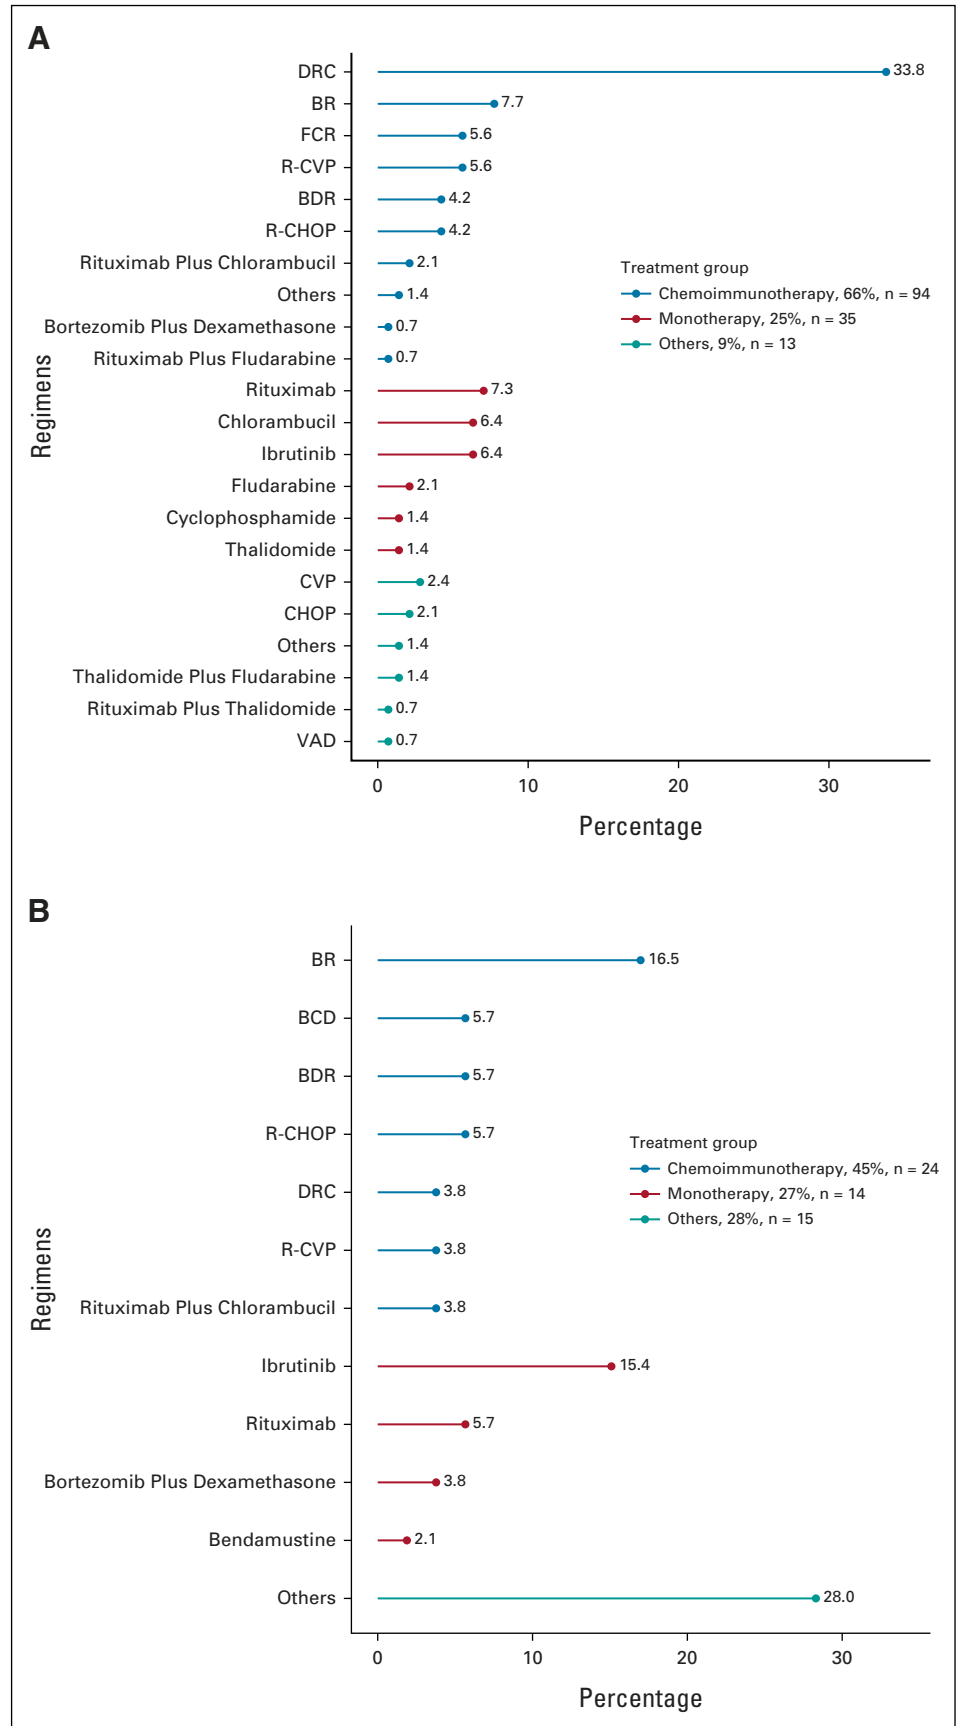 A
DRC 33.8
BR 7.7
FCR 5.6
R-CVP 5.6
BDR 4.2
R-CHOP 4.2
Rituximab Plus Chlorambucil 2.1
Others 1.4
Bortezomib Plus Dexamethasone 0.7
Rituximab Plus Fludarabine 0.7
Rituximab 7.3
Chlorambucil 6.4
Ibrutinib 6.4
Fludarabine 2.1
Cyclophosphamide 1.4
Thalidomide 1.4
CVP 2.4
CHOP 2.1
Others 1.4
Thalidomide Plus Fludarabine 1.4
Rituximab Plus Thalidomide 0.7
VAD 0.7
Regimens
Treatment group
Chemoimmunotherapy, 66%, n = 94
Monotherapy, 25%, n = 35
Others, 9%, n = 13
0 10 20 30
Percentage
B
BR 16.5
BCD 5.7
BDR 5.7
R-CHOP 5.7
DRC 3.8
R-CVP 3.8
Rituximab Plus Chlorambucil 3.8
Ibrutinib 15.4
Rituximab 5.7
Bortezomib Plus Dexamethasone 3.8
Bendamustine 2.1
Others 28.0
Regimens
Treatment group
Chemoimmunotherapy, 45%, n = 24
Monotherapy, 27%, n = 14
Others, 28%, n = 15
0 10 20 30
Percentage